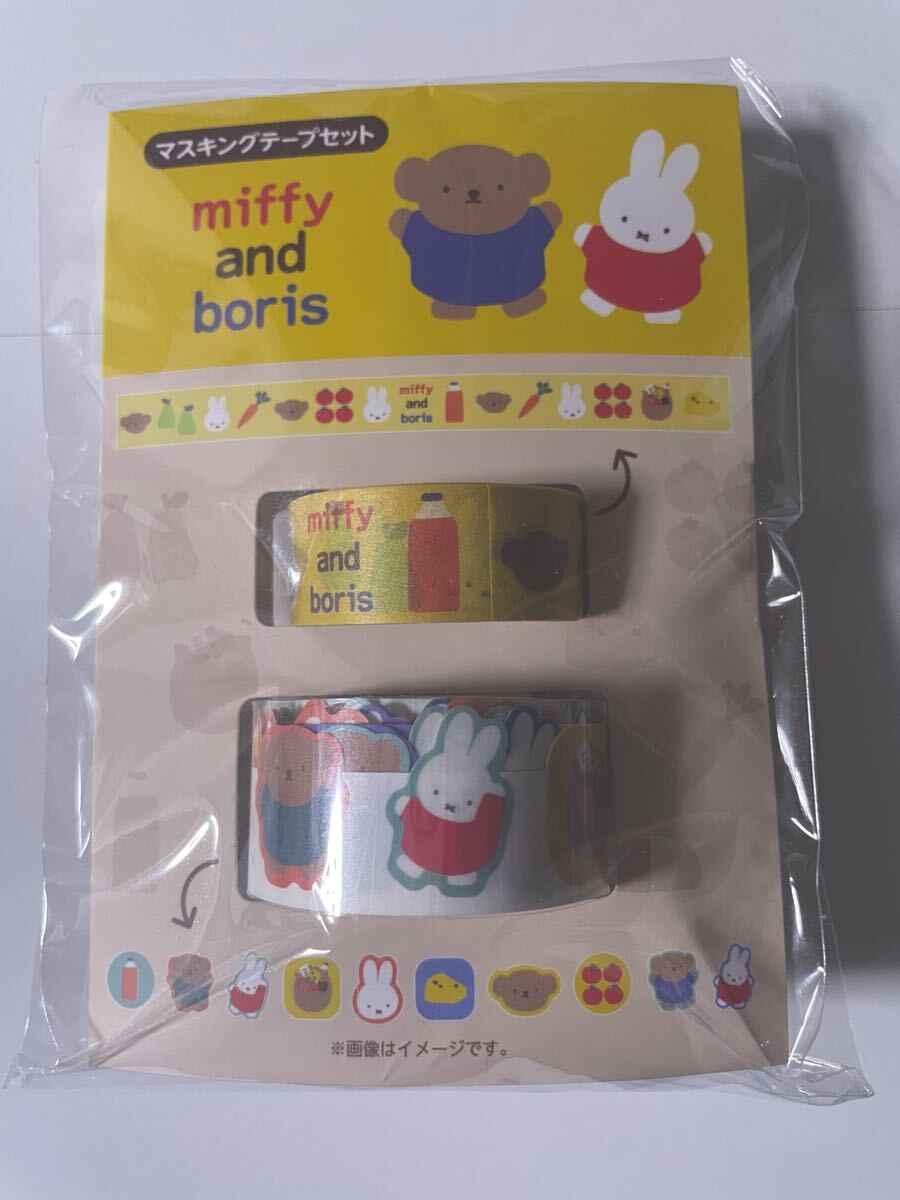 マスキングテープセット
miffy
and
boris
miffy
and
boris
miffy
and
boris
※画像はイメージです。